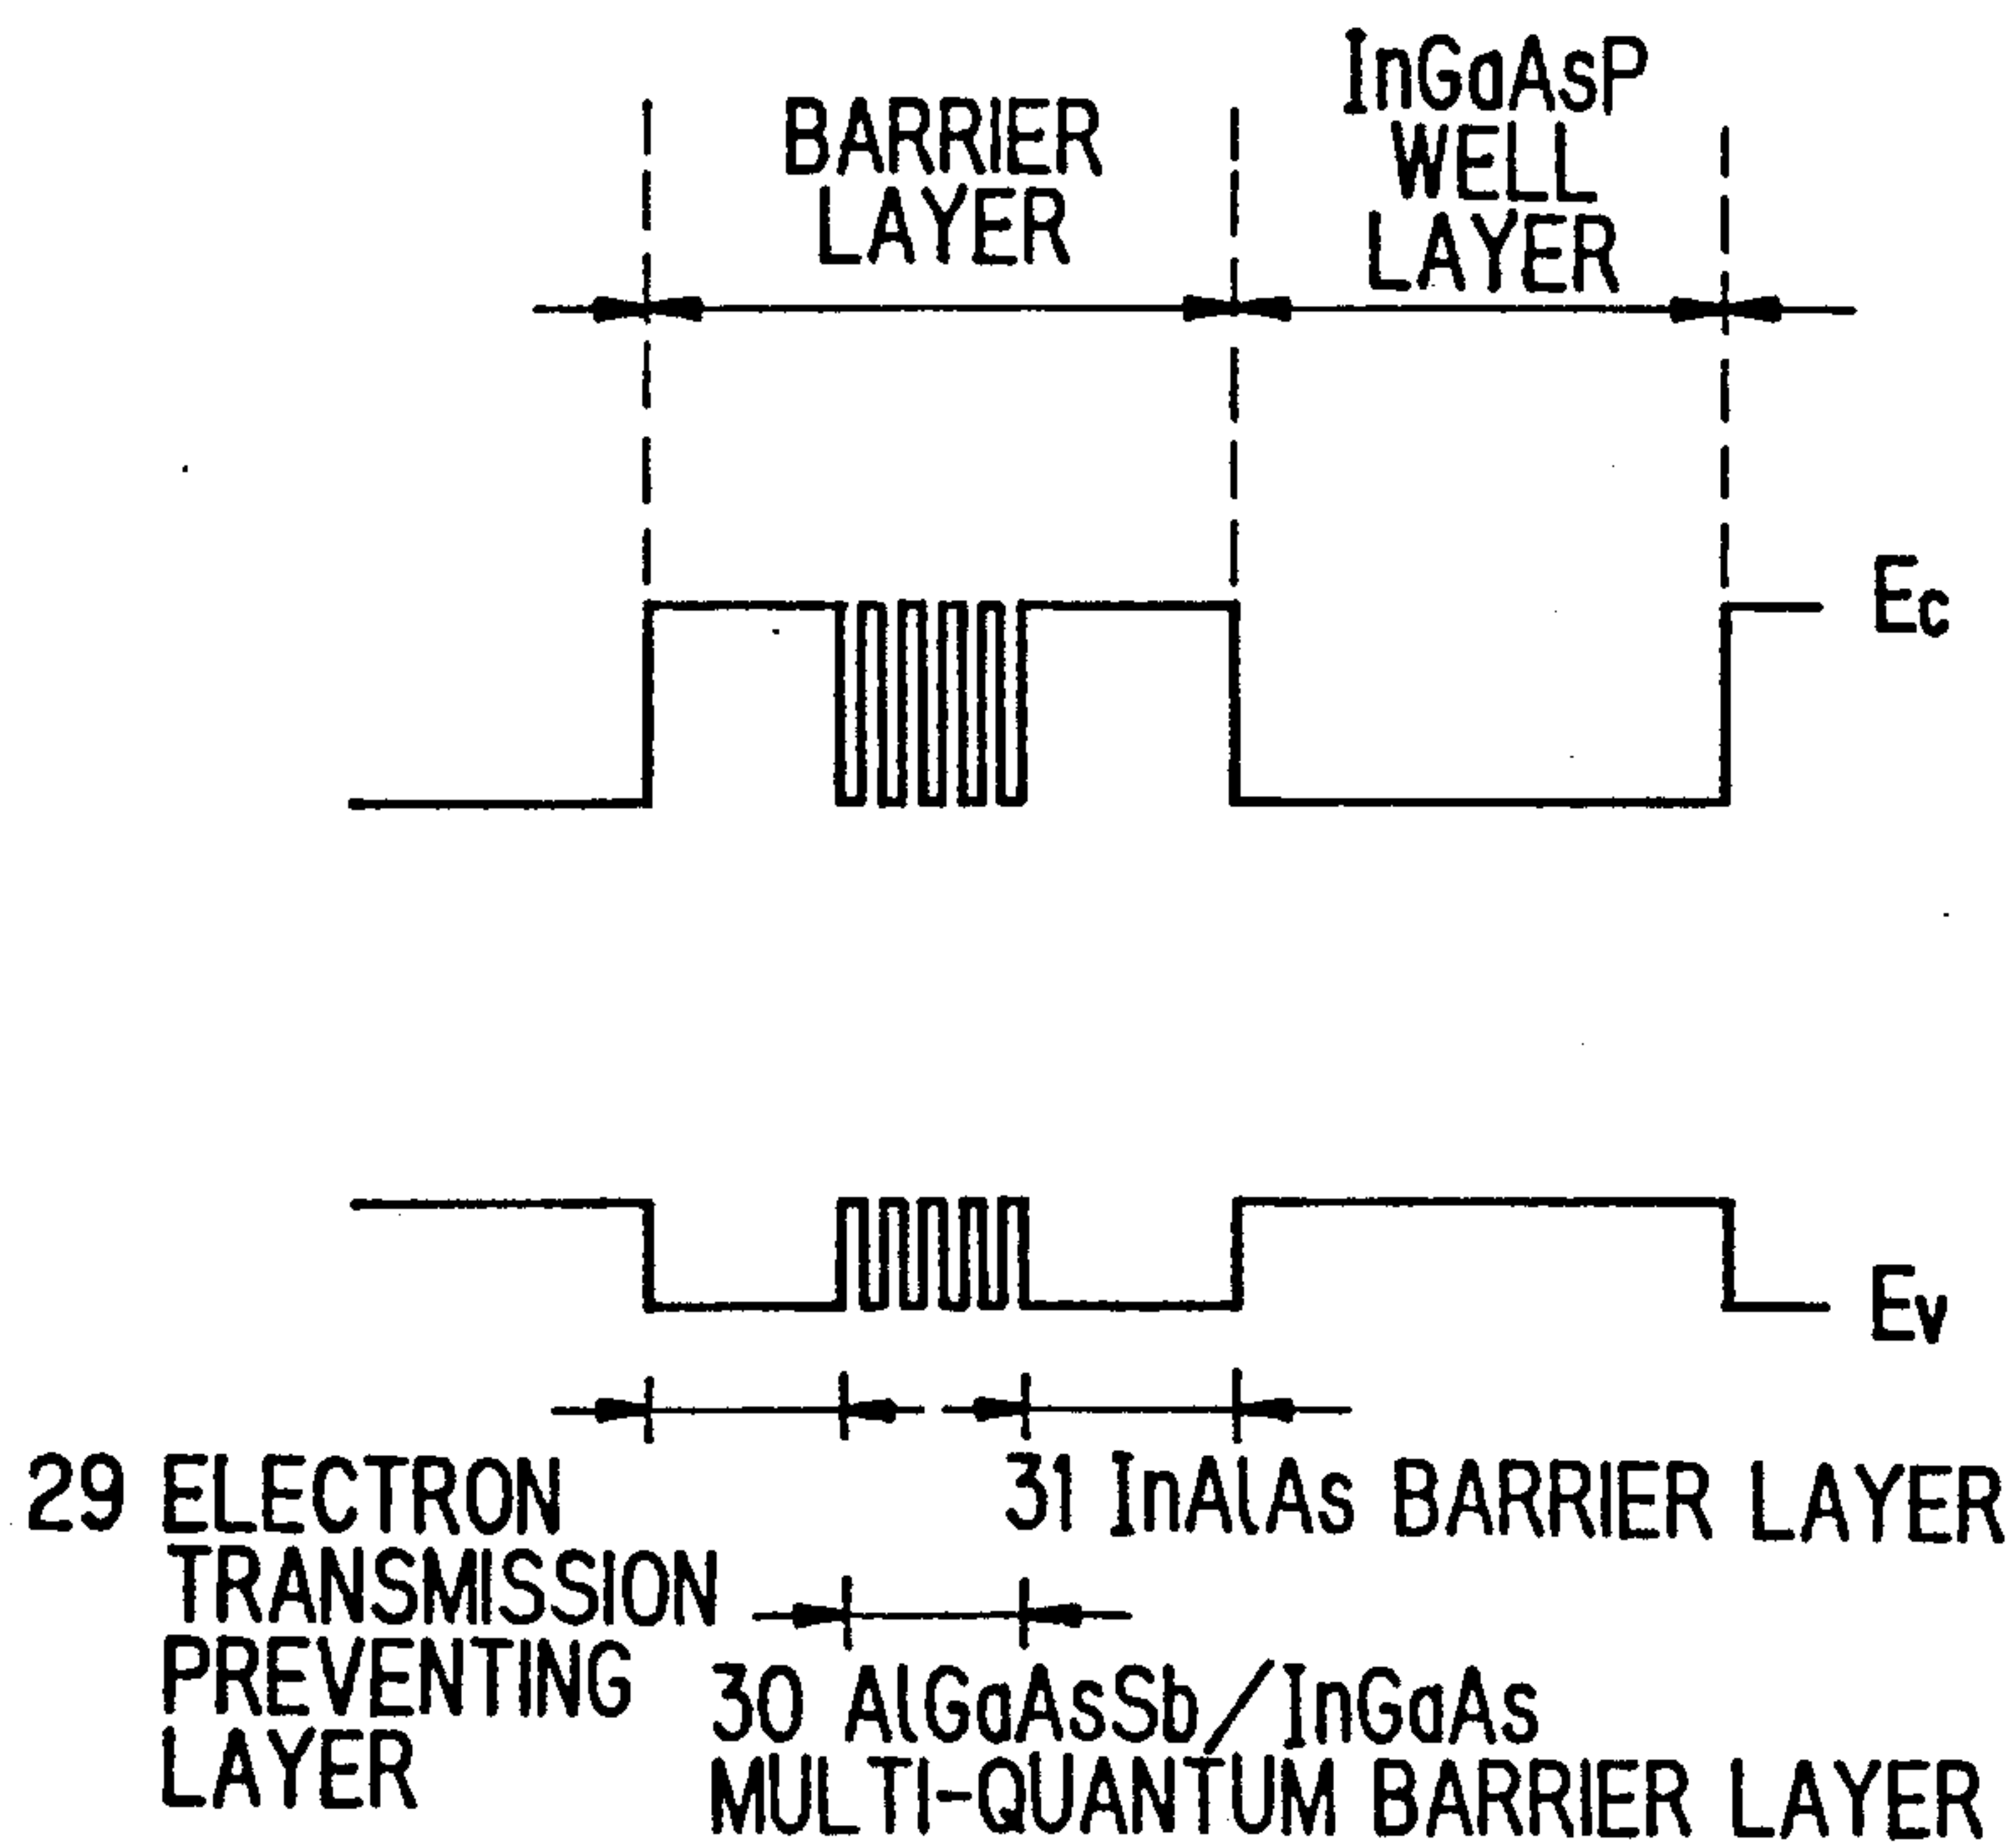 BARRIER
LAYER
InGaAsP
WELL
LAYER
Ec
Ev
29 ELECTRON
TRANSMISSION
PREVENTING
LAYER
31 InAlAs BARRIER LAYER
30 AlGaAsSb/InGaAs
MULTI-QUANTUM BARRIER LAYER